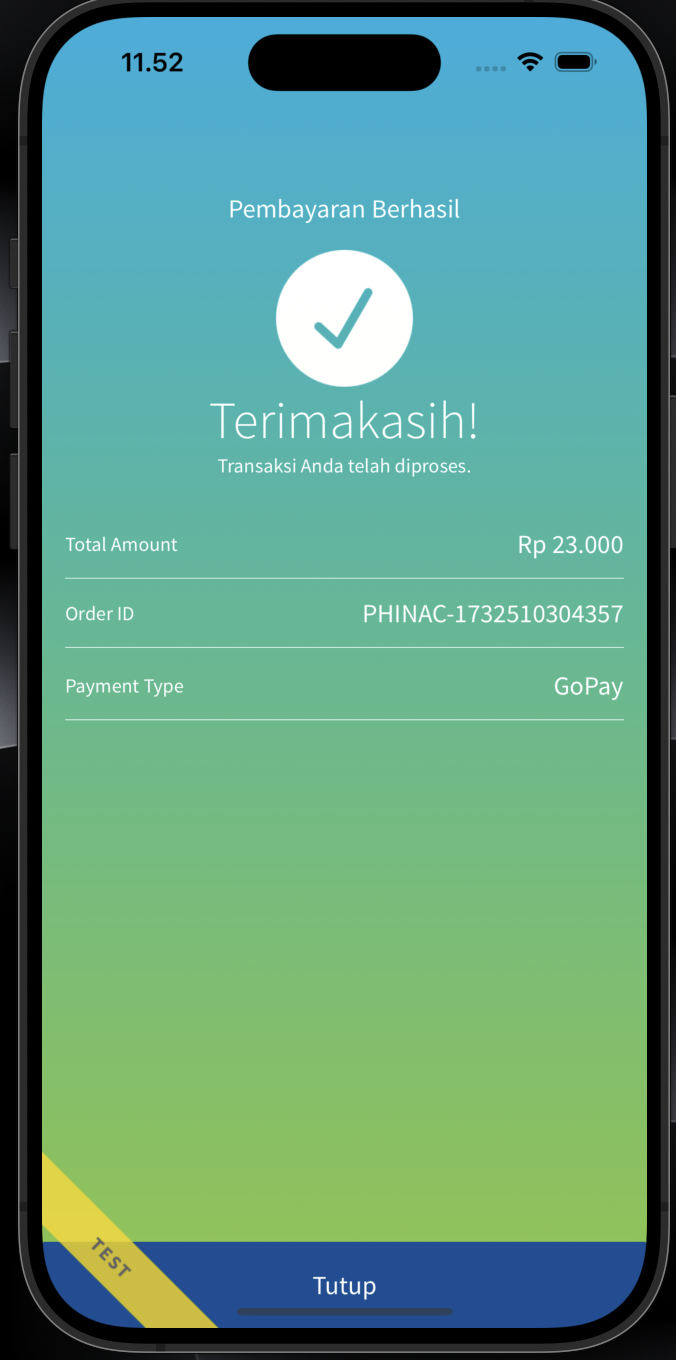 11.52
Pembayaran Berhasil
Terimakasih!
Transaksi Anda telah diproses.
Total Amount Rp 23.000
Order ID PHINAC-1732510304357
Payment Type GoPay
TEST
Tutup